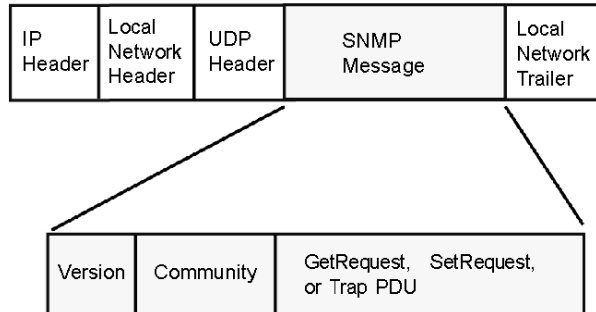 IP Header
Local Network Header
UDP Header
SNMP Message
Local Network Trailer
Version
Community
GetRequest, SetRequest,
or Trap PDU